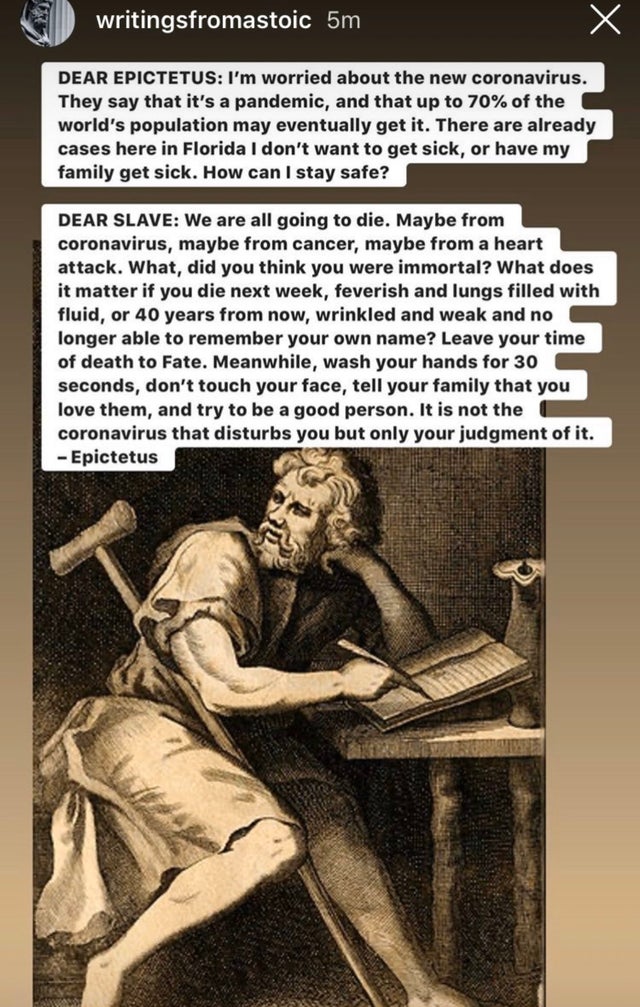 writingsfromastoic 5m
DEAR EPICTETUS: I'm worried about the new coronavirus.
They say that it's a pandemic, and that up to 70% of the
world's population may eventually get it. There are already
cases here in Florida I don't want to get sick, or have my
family get sick. How can I stay safe?
DEAR SLAVE: We are all going to die. Maybe from
coronavirus, maybe from cancer, maybe from a heart
attack. What, did you think you were immortal? What does
it matter if you die next week, feverish and lungs filled with
fluid, or 40 years from now, wrinkled and weak and no
longer able to remember your own name? Leave your time
of death to Fate. Meanwhile, wash your hands for 30
seconds, don't touch your face, tell your family that you
love them, and try to be a good person. It is not the
coronavirus that disturbs you but only your judgment of it.
– Epictetus